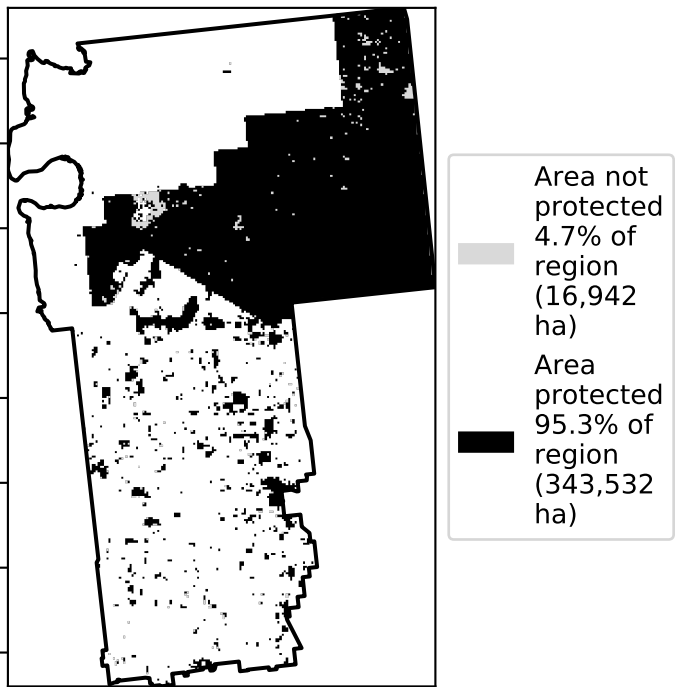 Area not
protected
4.7% of
region
(16,942
ha)
Area
protected
95.3% of
region
(343,532
ha)